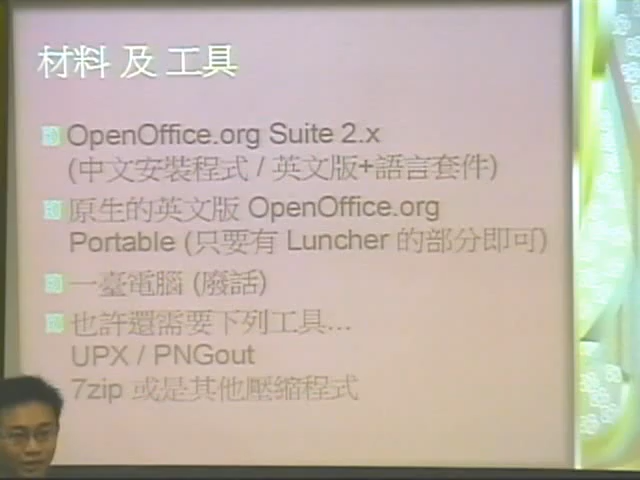 材料 及 工具
OpenOffice.org Suite 2.x
(中文安裝程式 / 英文版+語言套件)
原生的英文版 OpenOffice.org
Portable (只要有 Luncher 的部分即可)
一臺電腦 (廢話)
也許還需要下列工具...
UPX / PNGout
7zip 或是其他壓縮程式